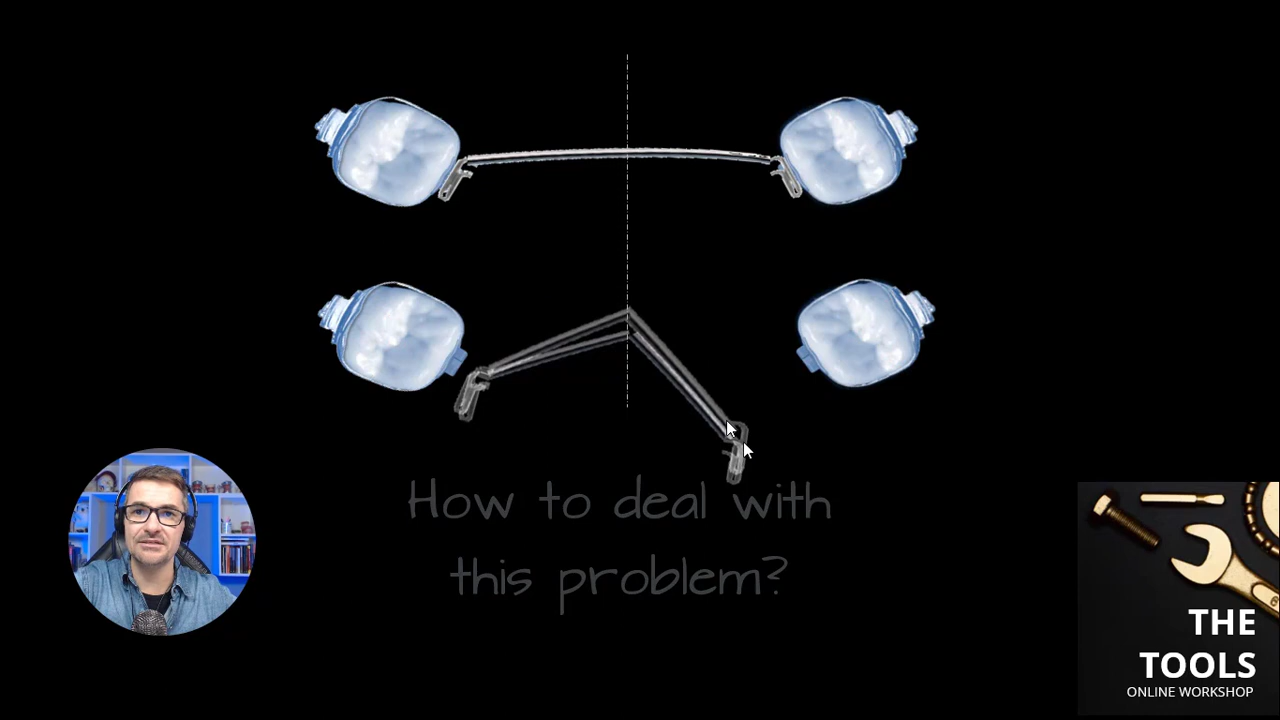 How to deal with
this problem?
THE
TOOLS
ONLINE WORKSHOP